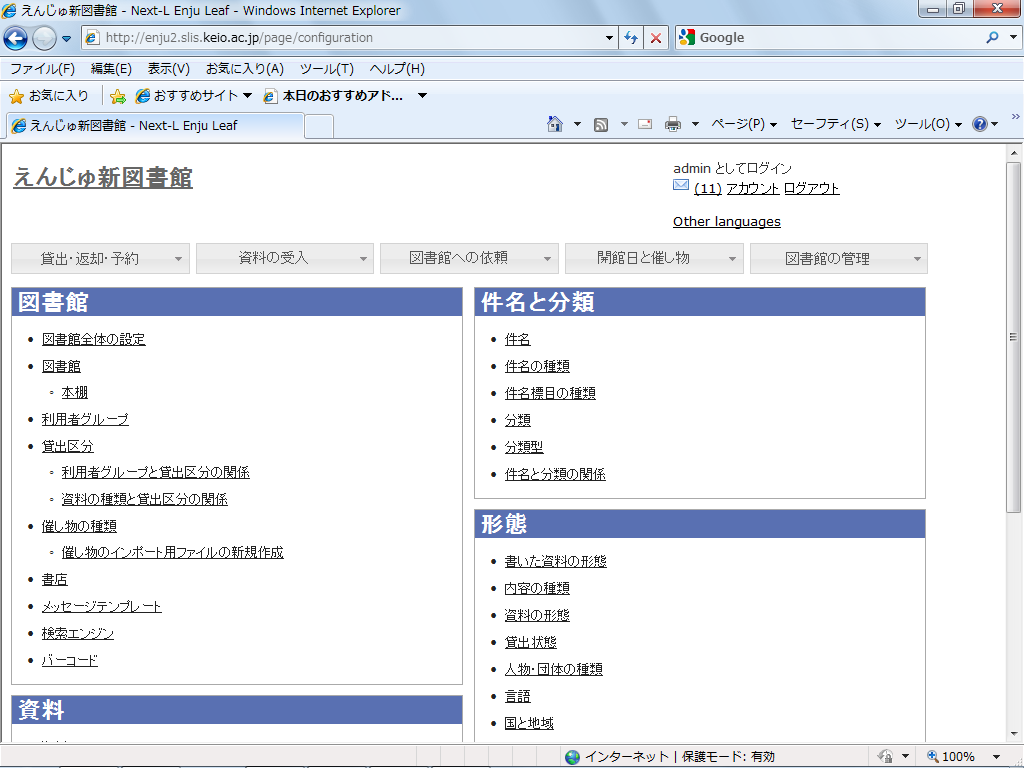 えんじゅ新図書館 - Next-L Enju Leaf - Windows Internet Explorer
http://enju2.slis.keio.ac.jp/page/configuration
Google
ファイル(F) 編集(E) 表示(V) お気に入り(A) ツール(T) ヘルプ(H)
お気に入り おすすめサイト 本日のおすすめアド...
えんじゅ新図書館 - Next-L Enju Leaf
ページ(P) セーフティ(S) ツール(O)
えんじゅ新図書館
admin としてログイン
(11) アカウント ログアウト
Other languages
貸出・返却・予約 資料の受入 図書館への依頼 開館日と催し物 図書館の管理
図書館
• 図書館全体の設定
• 図書館
◦ 本棚
• 利用者グループ
• 貸出区分
◦ 利用者グループと貸出区分の関係
◦ 資料の種類と貸出区分の関係
• 催し物の種類
◦ 催し物のインポート用ファイルの新規作成
• 書店
• メッセージテンプレート
• 検索エンジン
• バーコード
資料
件名と分類
• 件名
• 件名の種類
• 件名標目の種類
• 分類
• 分類型
• 件名と分類の関係
形態
• 書いた資料の形態
• 内容の種類
• 資料の形態
• 貸出状態
• 人物・団体の種類
• 言語
• 国と地域
インターネット | 保護モード: 有効
100%